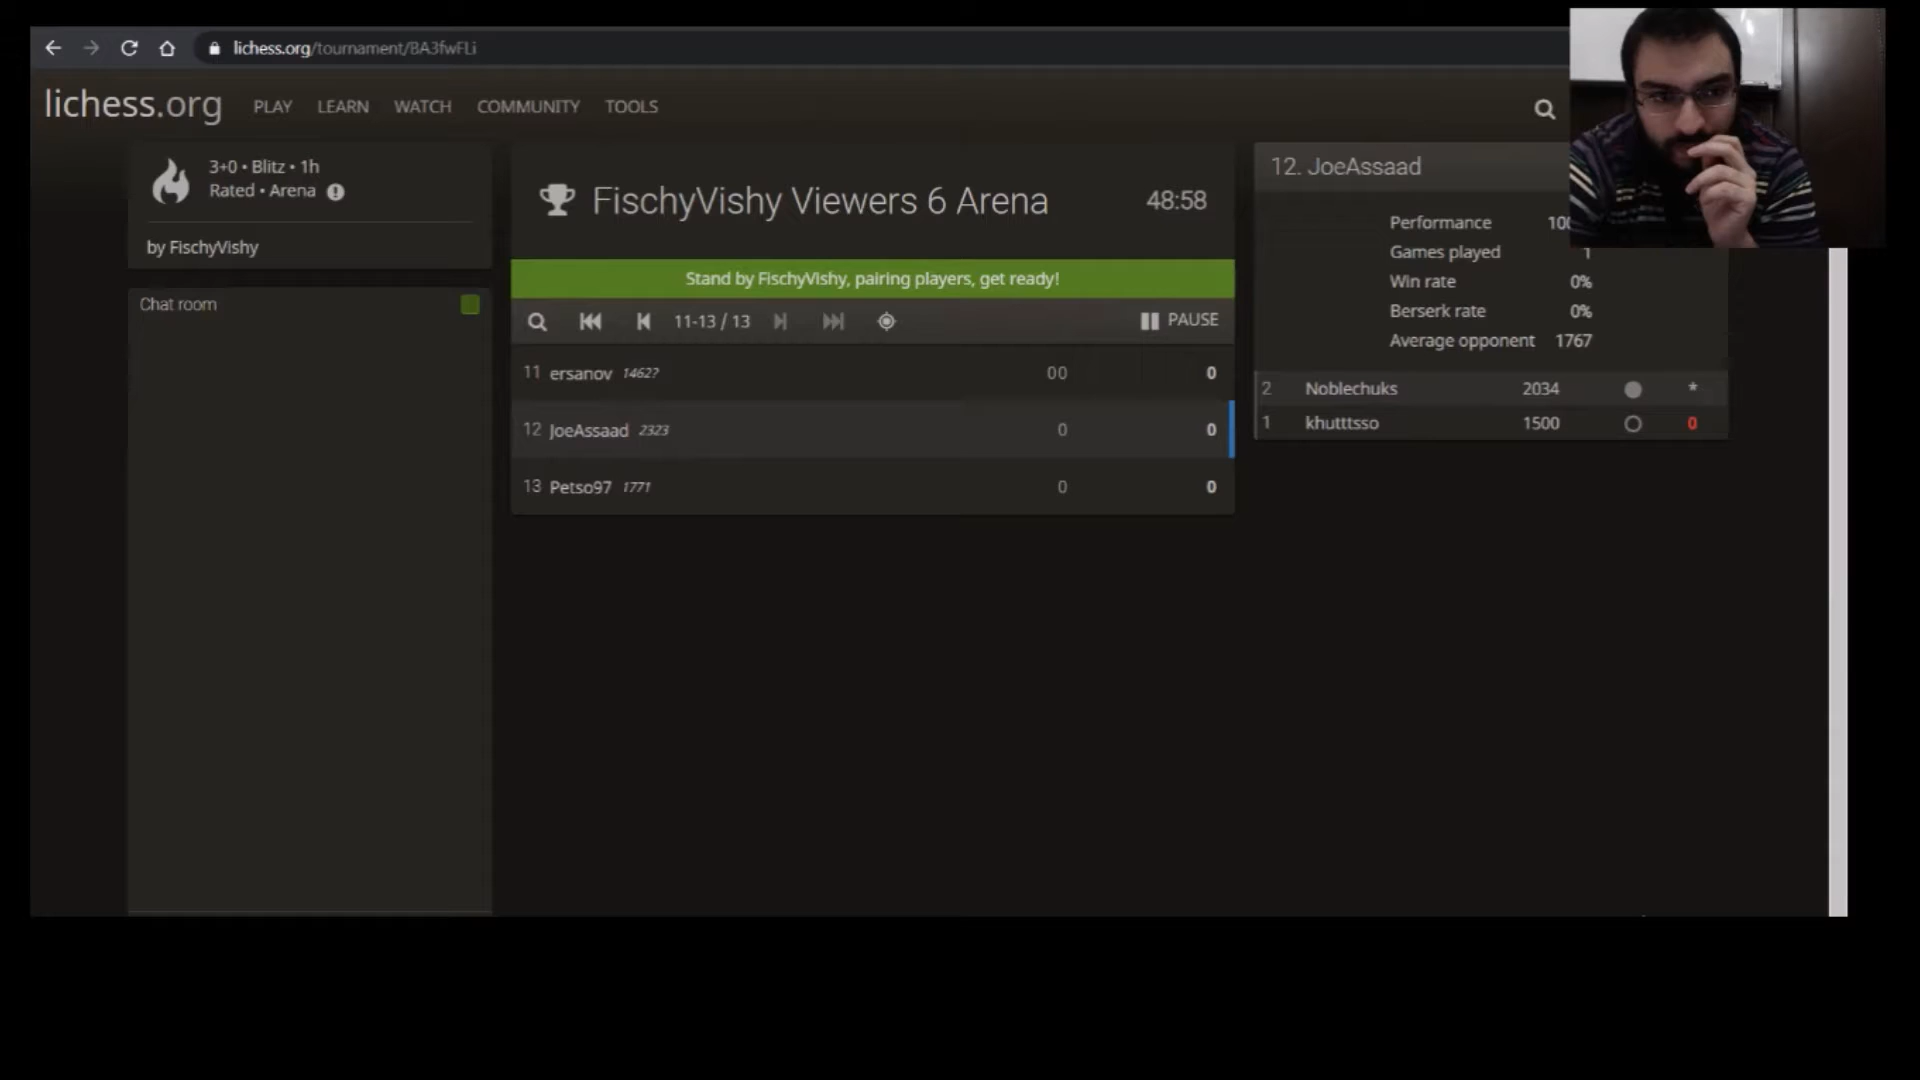 lichess.org/tournament/BA3fwFLi
lichess.org PLAY LEARN WATCH COMMUNITY TOOLS
3+0 • Blitz • 1h
Rated • Arena
by FischyVishy
Chat room
FischyVishy Viewers 6 Arena 48:58
Stand by FischyVishy, pairing players, get ready!
11-13 / 13 PAUSE
11 ersanov 1462? 00 0
12 JoeAssaad 2323 0 0
13 Petso97 1771 0 0
12. JoeAssaad
Performance
Games played 1
Win rate 0%
Berserk rate 0%
Average opponent 1767
2 Noblechuks 2034 *
1 khutttsso 1500 0